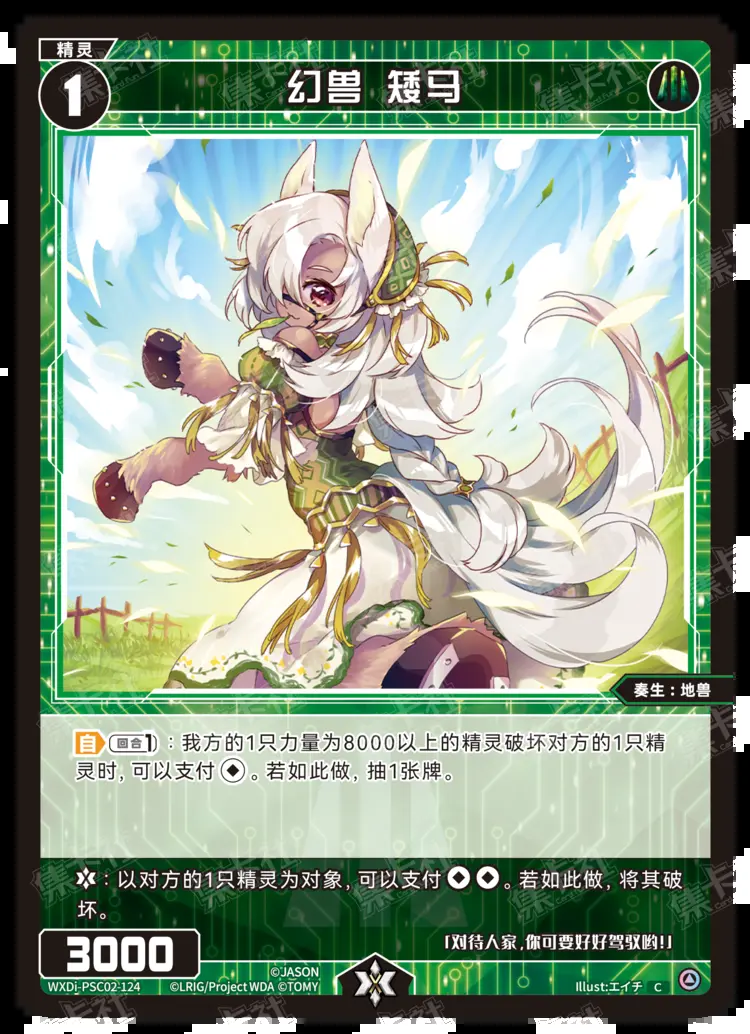 精灵
1
幻兽 矮马
奏生：地兽
自 回合1：我方的1只力量为8000以上的精灵破坏对方的1只精
灵时，可以支付。若如此做，抽1张牌。
：以对方的1只精灵为对象，可以支付。若如此做，将其破
坏。
「对待人家，你可要好好驾驭哟！」
3000
©JASON
WXDi-PSC02-124 ©LRIG/Project WDA ©TOMY Illust:エイチ C
集卡社